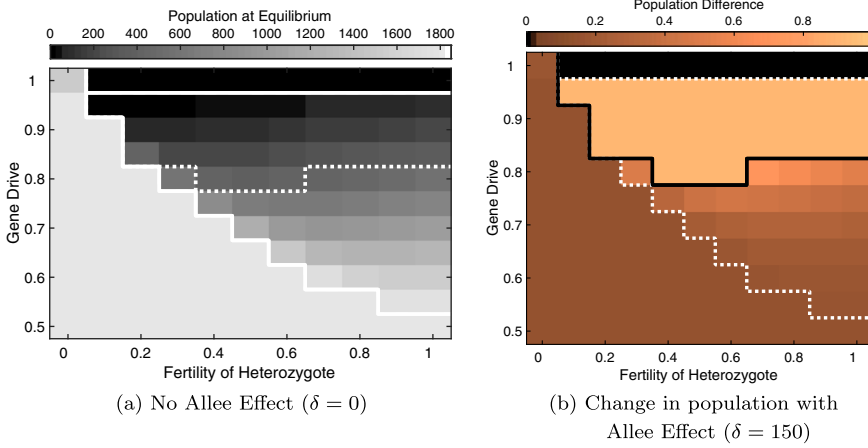 Population at Equilibrium
0 200 400 600 800 1000 1200 1400 1600 1800
Gene Drive
1
0.9
0.8
0.7
0.6
0.5
0 0.2 0.4 0.6 0.8 1
Fertility of Heterozygote
(a) No Allee Effect (δ = 0)
Population Difference
0 0.2 0.4 0.6 0.8
Gene Drive
1
0.9
0.8
0.7
0.6
0.5
0 0.2 0.4 0.6 0.8 1
Fertility of Heterozygote
(b) Change in population with
Allee Effect (δ = 150)